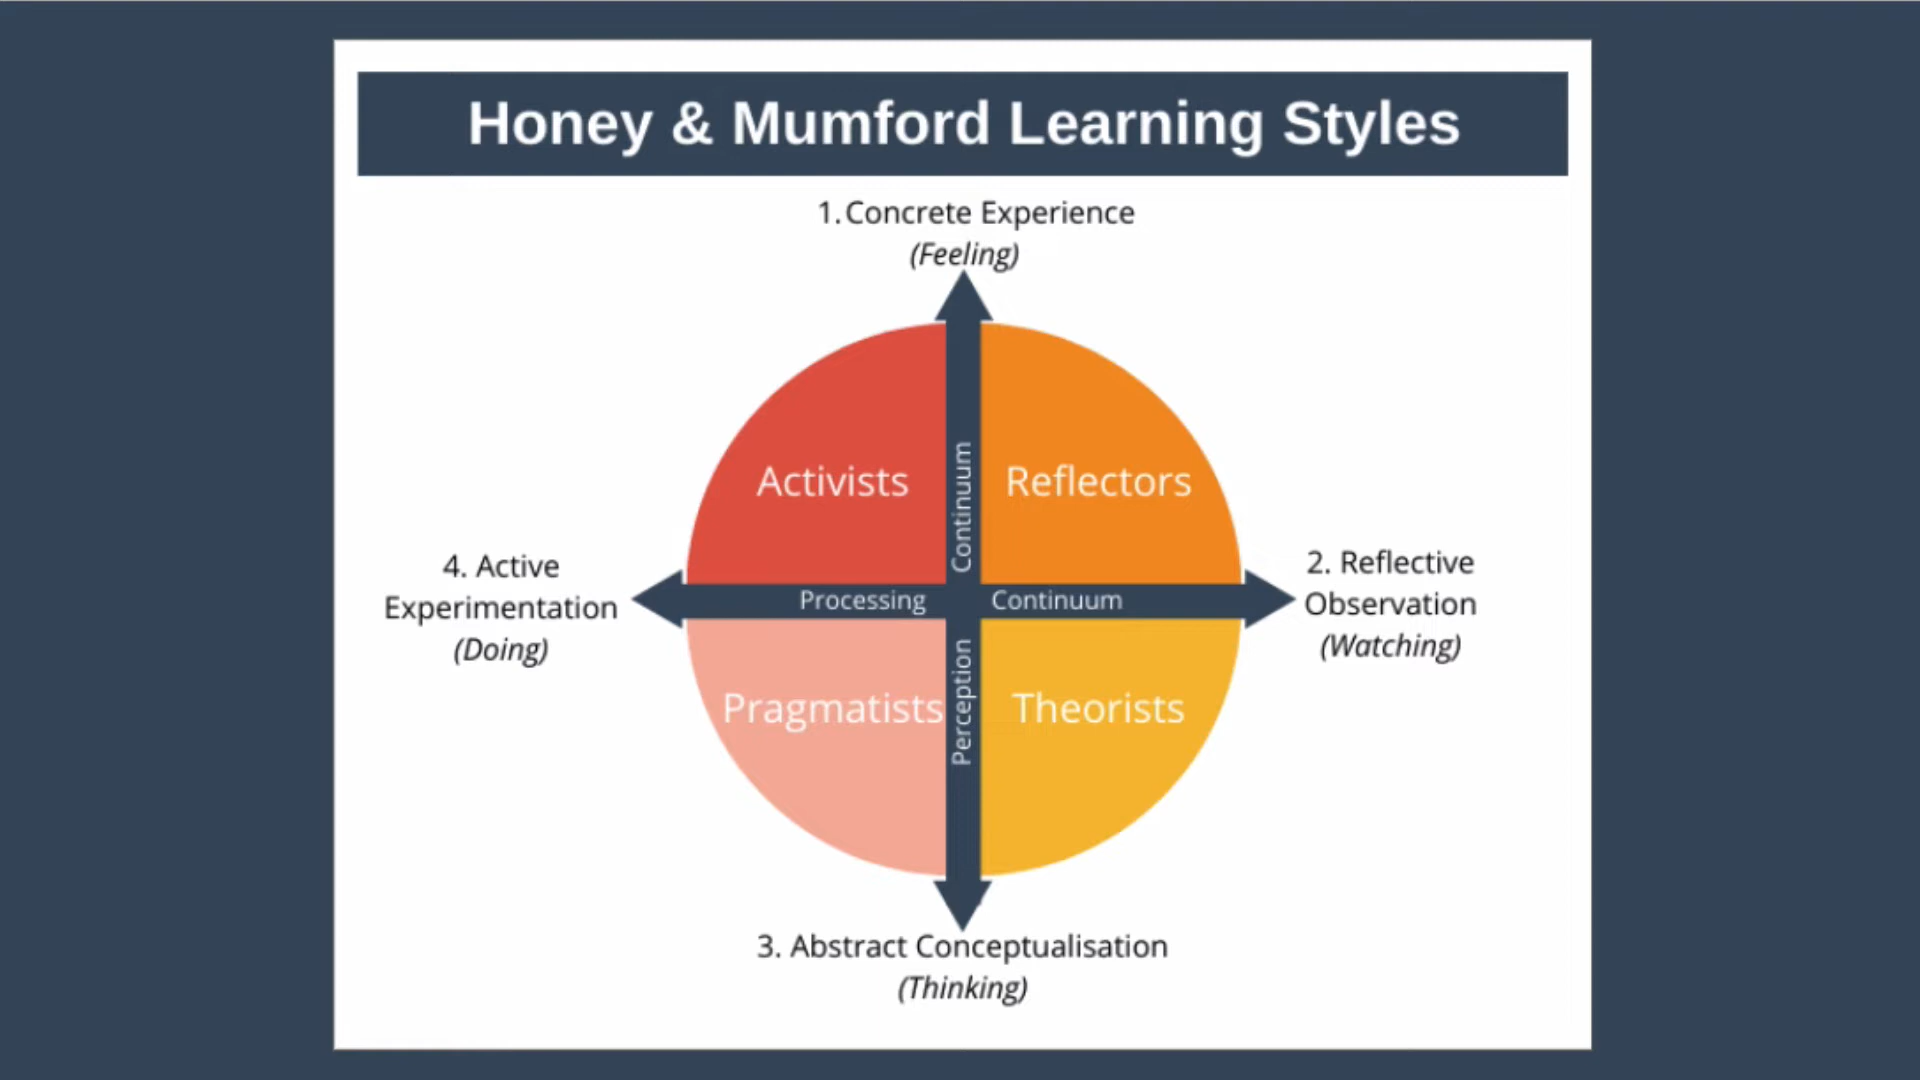 Honey & Mumford Learning Styles
1. Concrete Experience
(Feeling)
Activists
Reflectors
Continuum
4. Active
Experimentation
(Doing)
Processing Continuum
2. Reflective
Observation
(Watching)
Pragmatists
Perception
Theorists
3. Abstract Conceptualisation
(Thinking)